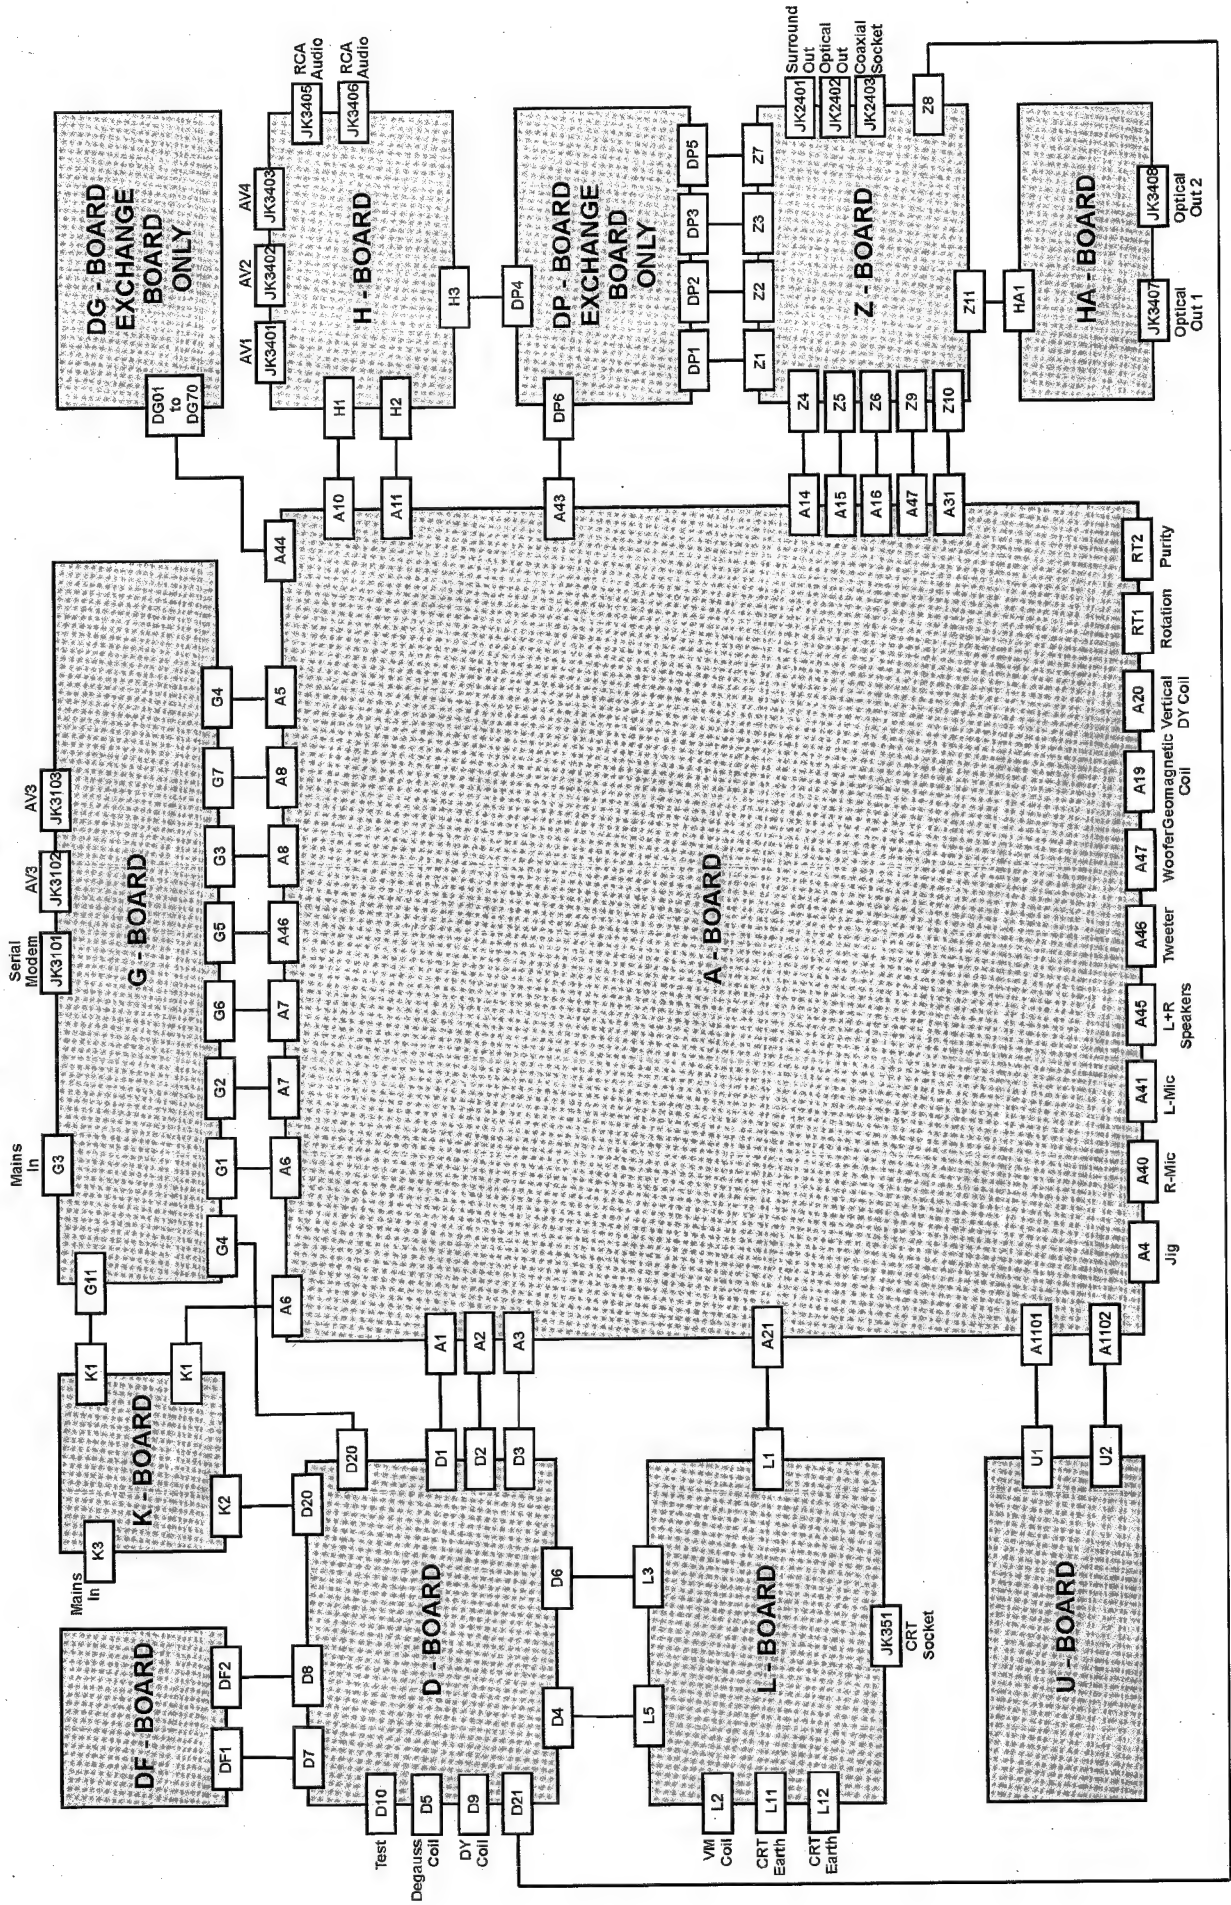 DG - BOARD
EXCHANGE
BOARD
ONLY
DG01
to
DG70
RCA
Audio
JK3405
RCA
Audio
JK3406
AV4
JK3403
AV2
JK3402
AV1
JK3401
H - BOARD
H1
H2
H3
DP4
DP - BOARD
EXCHANGE
BOARD
ONLY
DP6
DP1
DP2
DP3
DP5
Z1
Z2
Z3
Z7
Surround
Out
JK2401
Optical
Out
JK2402
Coaxial
Socket
JK2403
Z8
Z - BOARD
Z4
Z5
Z6
Z9
Z10
Z11
HA1
HA - BOARD
JK3407
Optical
Out 1
JK3408
Optical
Out 2
Mains
In
G3
Serial
Modem
JK3101
AV3
JK3102
AV3
JK3103
G - BOARD
G11
G4
G1
G2
G6
G5
G3
G7
G4
A6
A6
A7
A7
A46
A8
A8
A5
A44
A10
A11
A43
A14
A15
A16
A47
A31
A - BOARD
A1
A2
A3
A21
A1101
A1102
A4
Jig
A40
R-Mic
A41
L-Mic
A45
L+R
Speakers
A46
Tweeter
A47
Woofer
A19
Geomagnetic
Coil
A20
Vertical
DY Coil
RT1
Rotation
RT2
Purity
K1
K1
K - BOARD
K2
K3
Mains
In
DF - BOARD
DF1
DF2
D7
D8
D20
D20
D1
D2
D3
D - BOARD
D10
Test
D5
Degauss
Coil
D9
DY
Coil
D21
D4
D6
L5
L3
L1
L - BOARD
L2
VM
Coil
L11
CRT
Earth
L12
CRT
Earth
JK351
CRT
Socket
U1
U2
U - BOARD